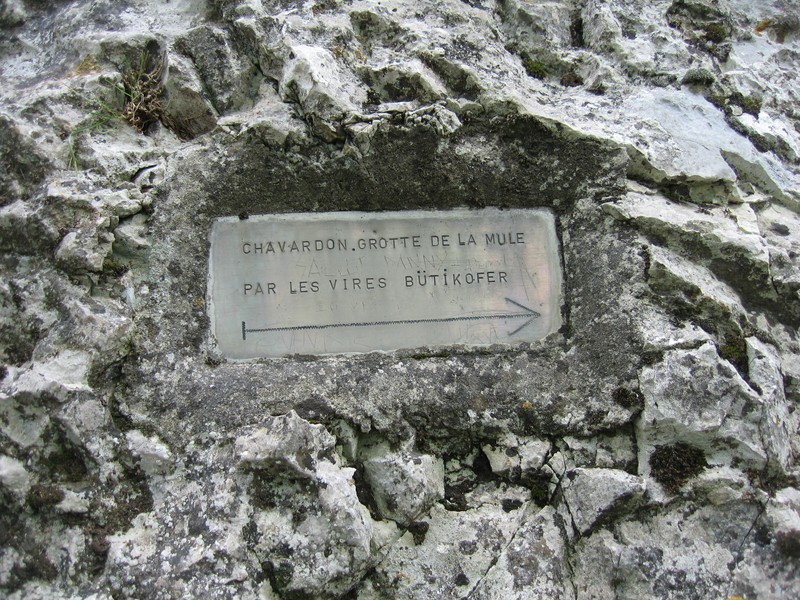 CHAVARDON.GROTTE DE LA MULE
PAR LES VIRES BÜTIKOFER